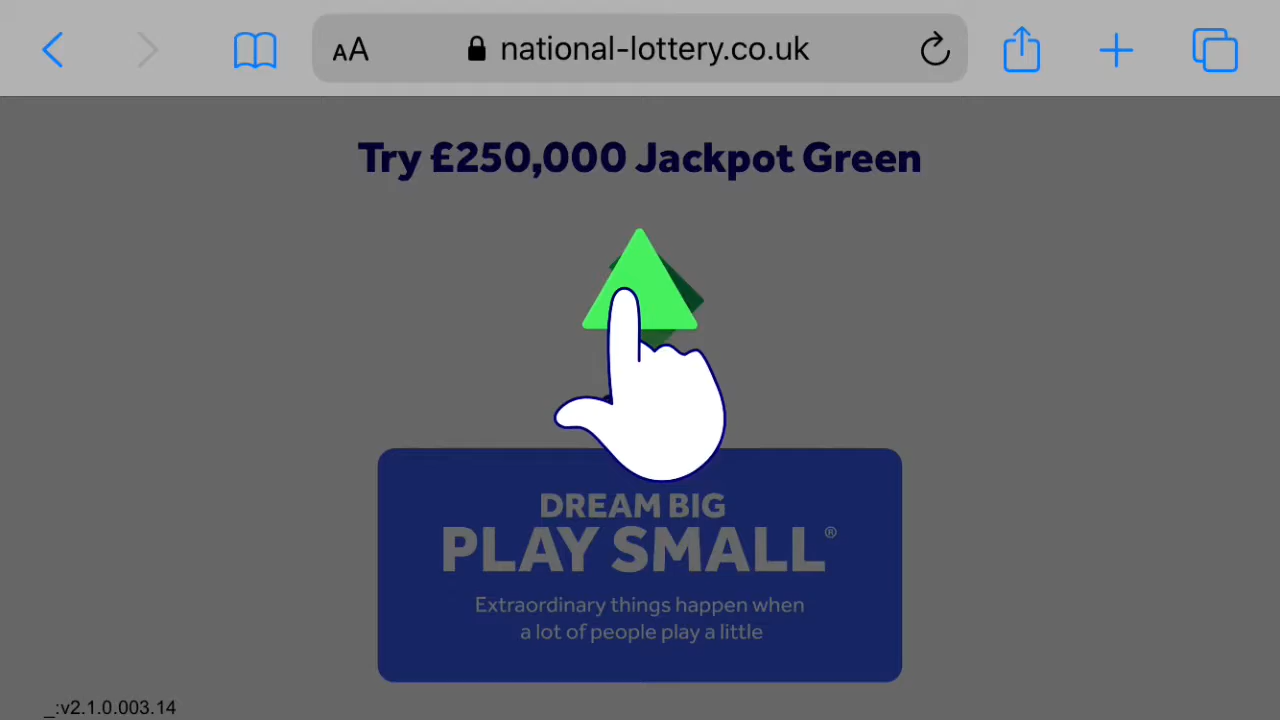 AA national-lottery.co.uk
Try £250,000 Jackpot Green
DREAM BIG
PLAY SMALL®
Extraordinary things happen when
a lot of people play a little
_:v2.1.0.003.14